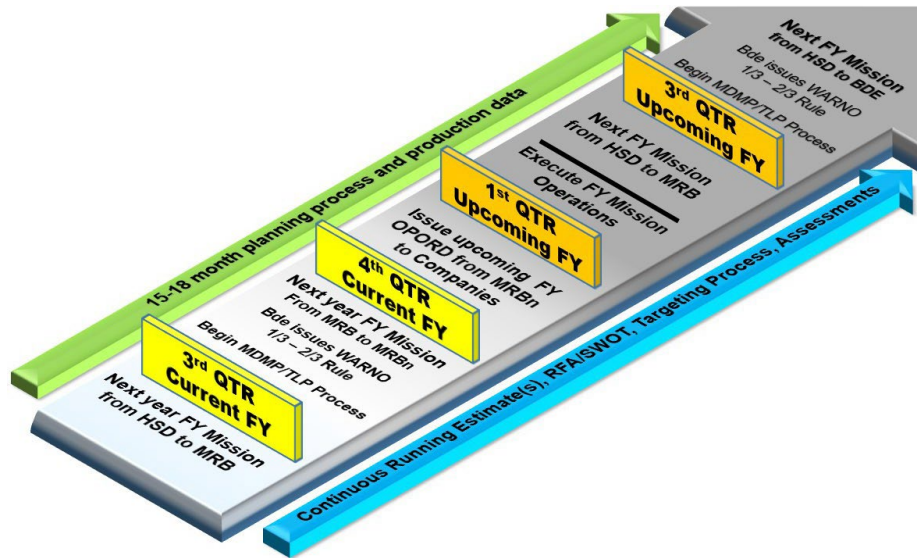 15-18 month planning process and production data
Next year FY Mission
from HSD to MRB
3rd QTR
Current FY
Begin MDMP/TLP Process
1/3 – 2/3 Rule
Bde issues WARNO
From MRB to MRBn
Next year FY Mission
4th QTR
Current FY
Issue upcoming FY
OPORD from MRBn
to Companies
1st QTR
Upcoming FY
Execute FY Mission
Operations
Next FY Mission
from HSD to MRB
3rd QTR
Upcoming FY
Begin MDMP/TLP Process
1/3 – 2/3 Rule
Bde issues WARNO
Next FY Mission
from HSD to BDE
Continuous Running Estimate(s), RFA/SWOT, Targeting Process, Assessments